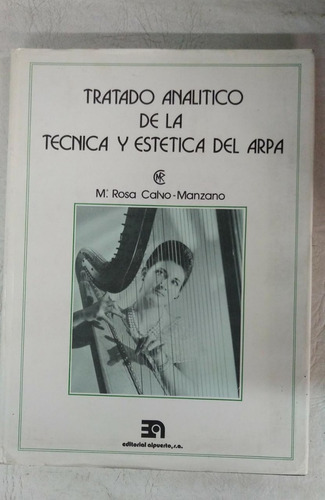 TRATADO ANALITICO
DE LA
TECNICA Y ESTETICA DEL ARPA
Mª Rosa Calvo-Manzano
editorial alpuerto, s.a.